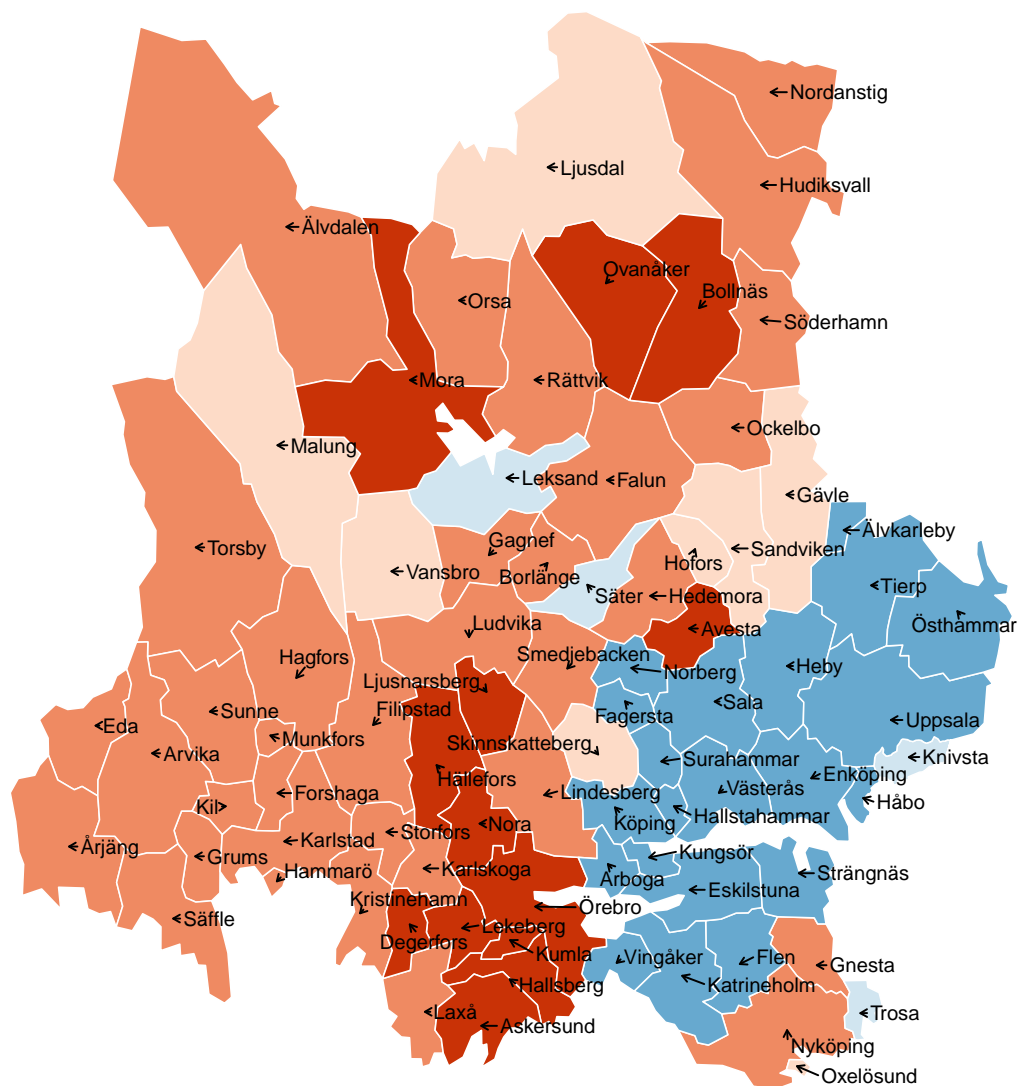 Nordanstig
Ljusdal
Hudiksvall
Älvdalen
Ovanåker
Bollnäs
Orsa
Söderhamn
Mora
Rättvik
Ockelbo
Malung
Leksand
Falun
Gävle
Älvkarleby
Torsby
Gagnef
Sandviken
Hofors
Vansbro
Borlänge
Säter
Hedemora
Tierp
Ludvika
Avesta
Östhammar
Hagfors
Smedjebacken
Norberg
Heby
Ljusnarsberg
Sunne
Filipstad
Fagersta
Sala
Uppsala
Eda
Munkfors
Skinnskatteberg
Arvika
Surahammar
Knivsta
Hällefors
Enköping
Forshaga
Lindesberg
Västerås
Håbo
Kil
Köping
Hallstahammar
Nora
Storfors
Årjäng
Karlstad
Grums
Kungsör
Hammarö
Karlskoga
Arboga
Strängnäs
Kristinehamn
Eskilstuna
Örebro
Säffle
Lekeberg
Degerfors
Kumla
Vingåker
Flen
Gnesta
Hallsberg
Katrineholm
Laxå
Trosa
Askersund
Nyköping
Oxelösund